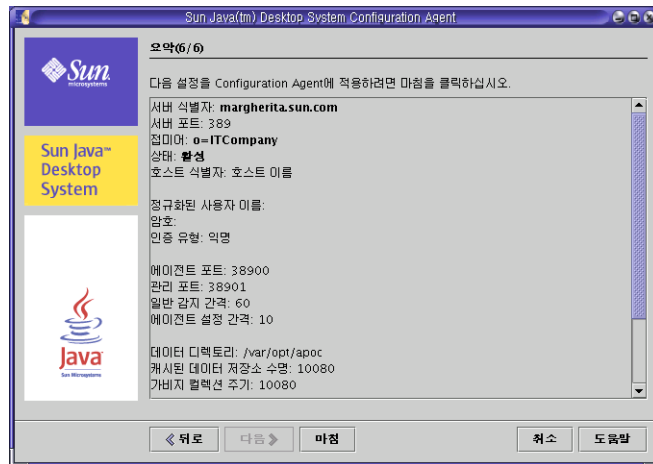 Sun Java(tm) Desktop System Configuration Agent
Sun
microsystems
Sun Java™
Desktop
System
Java
Sun Microsystems
요약(6/6)
다음 설정을 Configuration Agent에 적용하려면 마침을 클릭하십시오.
서버 식별자: margherita.sun.com
서버 포트: 389
접미어: o=ITCompany
상태: 활성
호스트 식별자: 호스트 이름
정규화된 사용자 이름:
암호:
인증 유형: 익명
에이전트 포트: 38900
관리 포트: 38901
일반 감지 간격: 60
에이전트 설정 간격: 10
데이터 디렉토리: /var/opt/apoc
캐시된 데이터 저장소 수명: 10080
가비지 컬렉션 주기: 10080
뒤로 다음 마침 취소 도움말